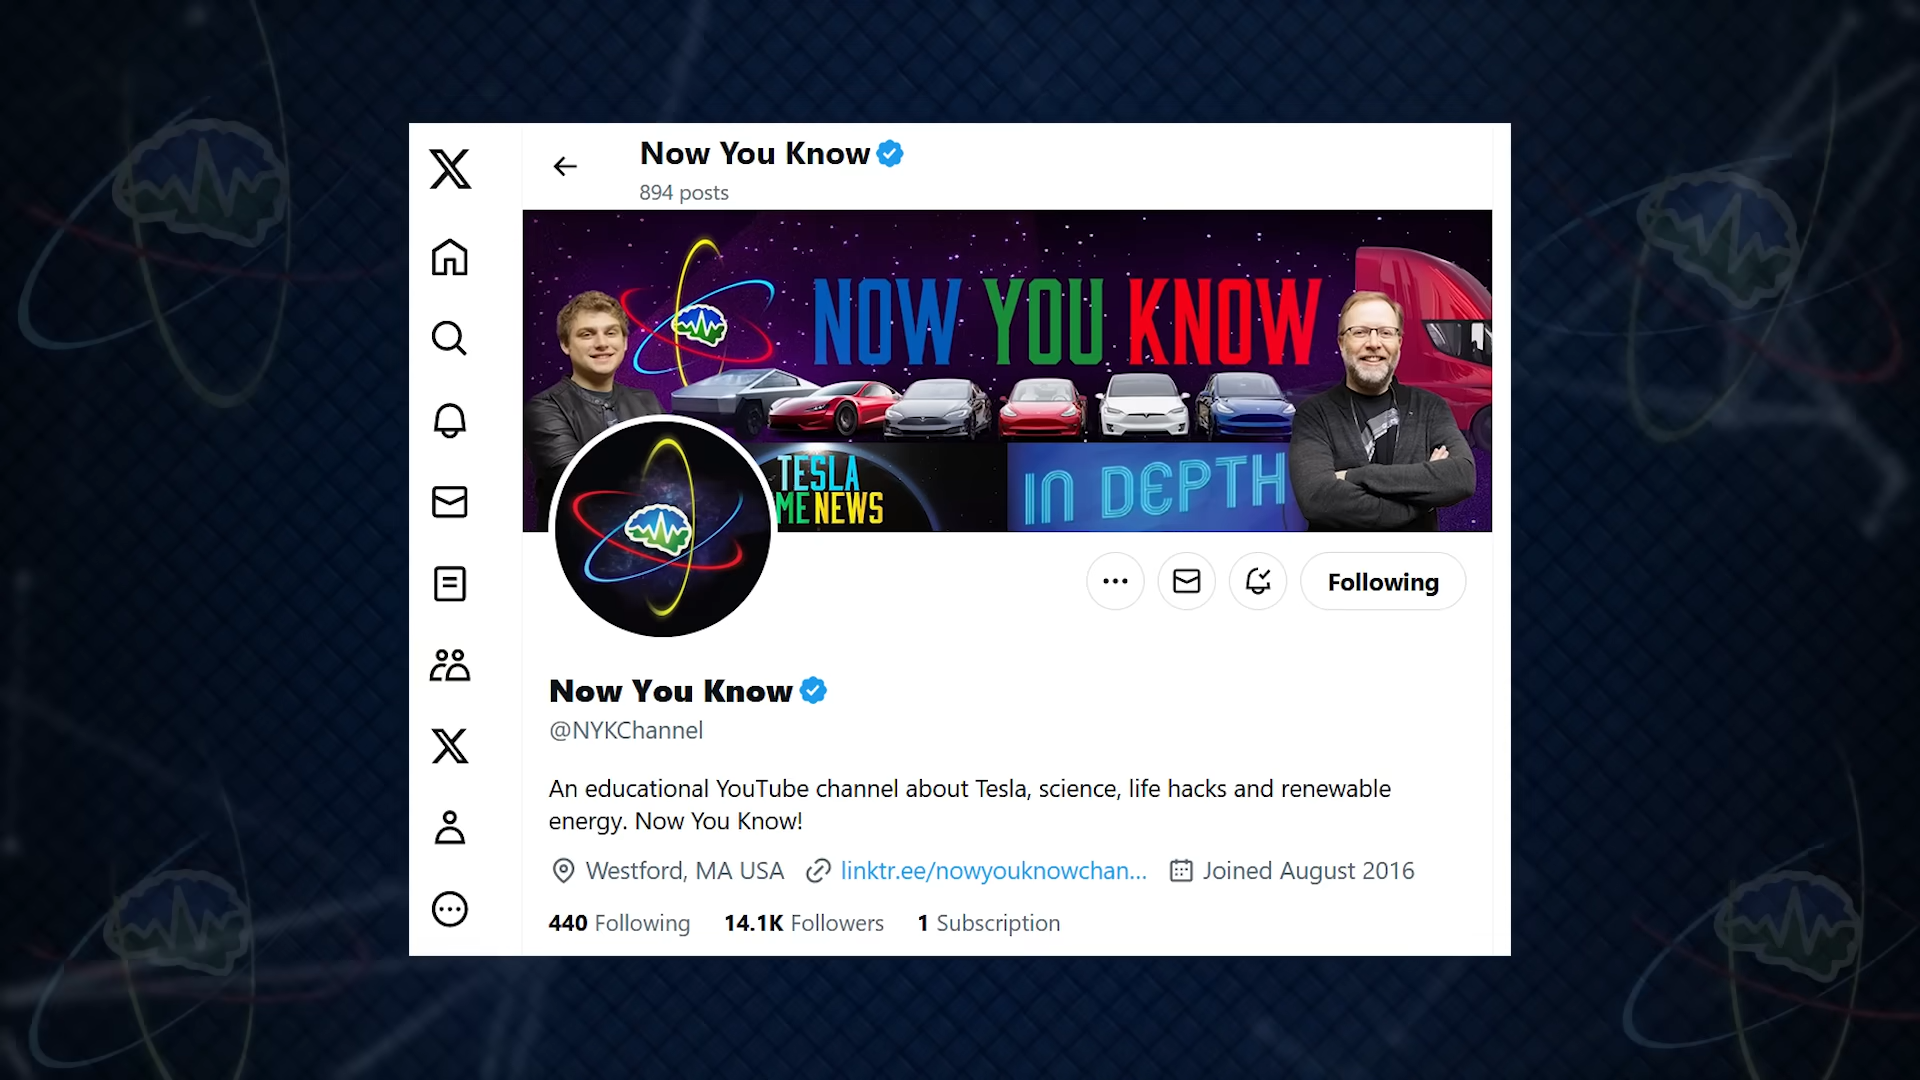 Now You Know
894 posts
NOW YOU KNOW
TESLA
ME NEWS
IN DEPTH
Following
Now You Know
@NYKChannel
An educational YouTube channel about Tesla, science, life hacks and renewable
energy. Now You Know!
Westford, MA USA linktr.ee/nowyouknowchan... Joined August 2016
440 Following 14.1K Followers 1 Subscription